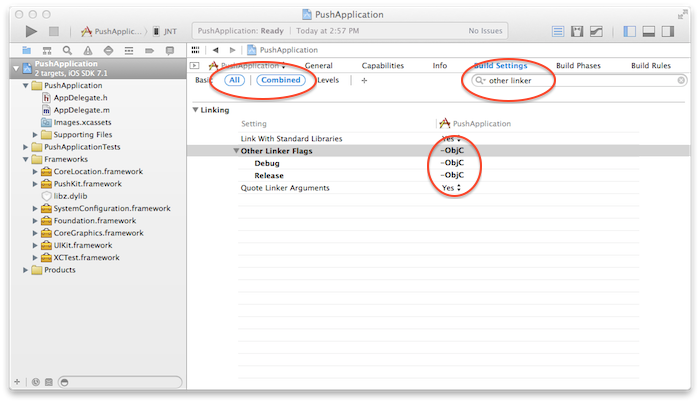 PushApplication
PushApplic...
JNT
PushApplication: Ready | Today at 2:57 PM
No Issues
PushApplication
PushApplication
2 targets, iOS SDK 7.1
PushApplication
AppDelegate.h
AppDelegate.m
Images.xcassets
Supporting Files
PushApplicationTests
Frameworks
CoreLocation.framework
PushKit.framework
libz.dylib
SystemConfiguration.framework
Foundation.framework
CoreGraphics.framework
UIKit.framework
XCTest.framework
Products
PushApplication
General
Capabilities
Info
Build Settings
Build Phases
Build Rules
Basic
All
Combined
Levels
other linker
Linking
Setting
PushApplication
Link With Standard Libraries
Yes
Other Linker Flags
-ObjC
Debug
-ObjC
Release
-ObjC
Quote Linker Arguments
Yes